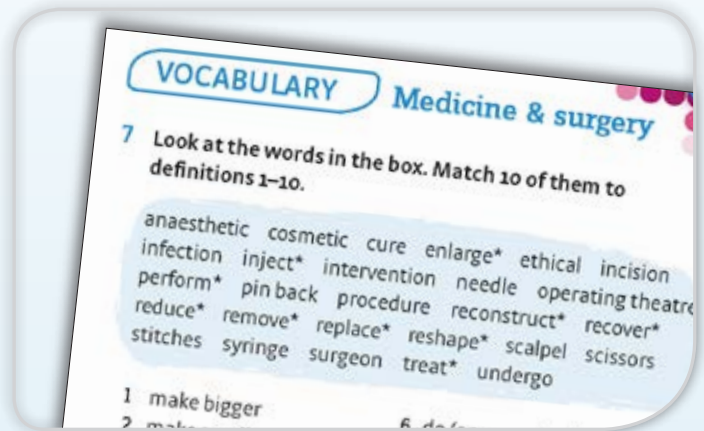 VOCABULARY Medicine & surgery
7 Look at the words in the box. Match 10 of them to
definitions 1–10.
anaesthetic cosmetic cure enlarge* ethical incision
infection inject* intervention needle operating theatre
perform* pin back procedure reconstruct* recover*
reduce* remove* replace* reshape* scalpel scissors
stitches syringe surgeon treat* undergo
1 make bigger
2 make